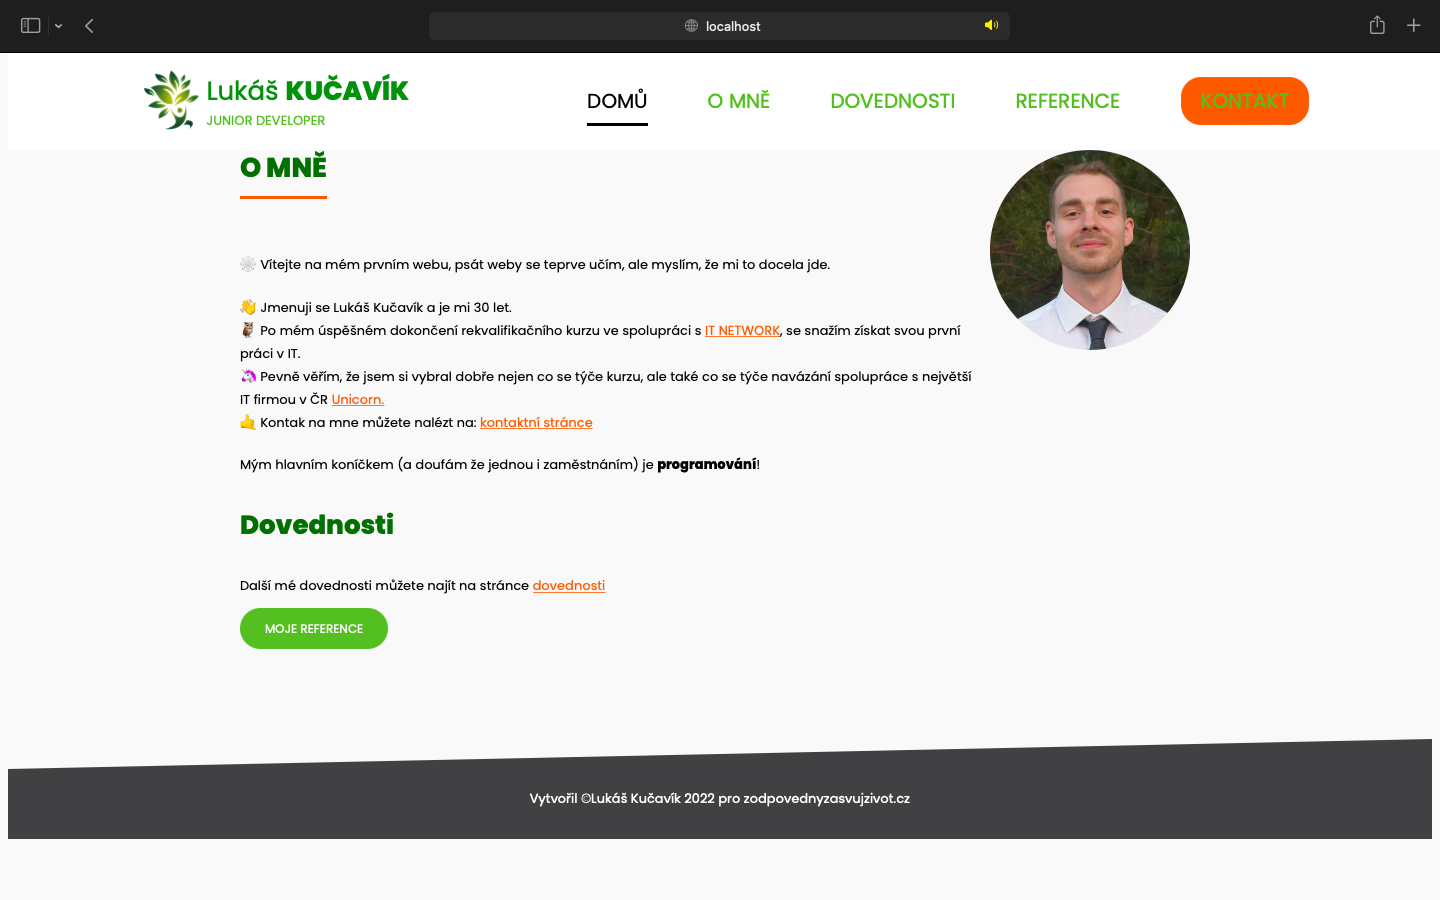 localhost
Lukáš KUČAVÍK
JUNIOR DEVELOPER
DOMŮ
O MNĚ
DOVEDNOSTI
REFERENCE
KONTAKT
O MNĚ
🕸️ Vítejte na mém prvním webu, psát weby se teprve učím, ale myslím, že mi to docela jde.
👋 Jmenuji se Lukáš Kučavík a je mi 30 let.
🦉 Po mém úspěšném dokončení rekvalifikačního kurzu ve spolupráci s IT NETWORK, se snažím získat svou první
práci v IT.
🦄 Pevně věřím, že jsem si vybral dobře nejen co se týče kurzu, ale také co se týče navázání spolupráce s největší
IT firmou v ČR Unicorn.
🤙 Kontak na mne můžete nalézt na: kontaktní stránce
Mým hlavním koníčkem (a doufám že jednou i zaměstnáním) je programování!
Dovednosti
Další mé dovednosti můžete najít na stránce dovednosti
MOJE REFERENCE
Vytvořil ©Lukáš Kučavík 2022 pro zodpovednyzasvujzivot.cz